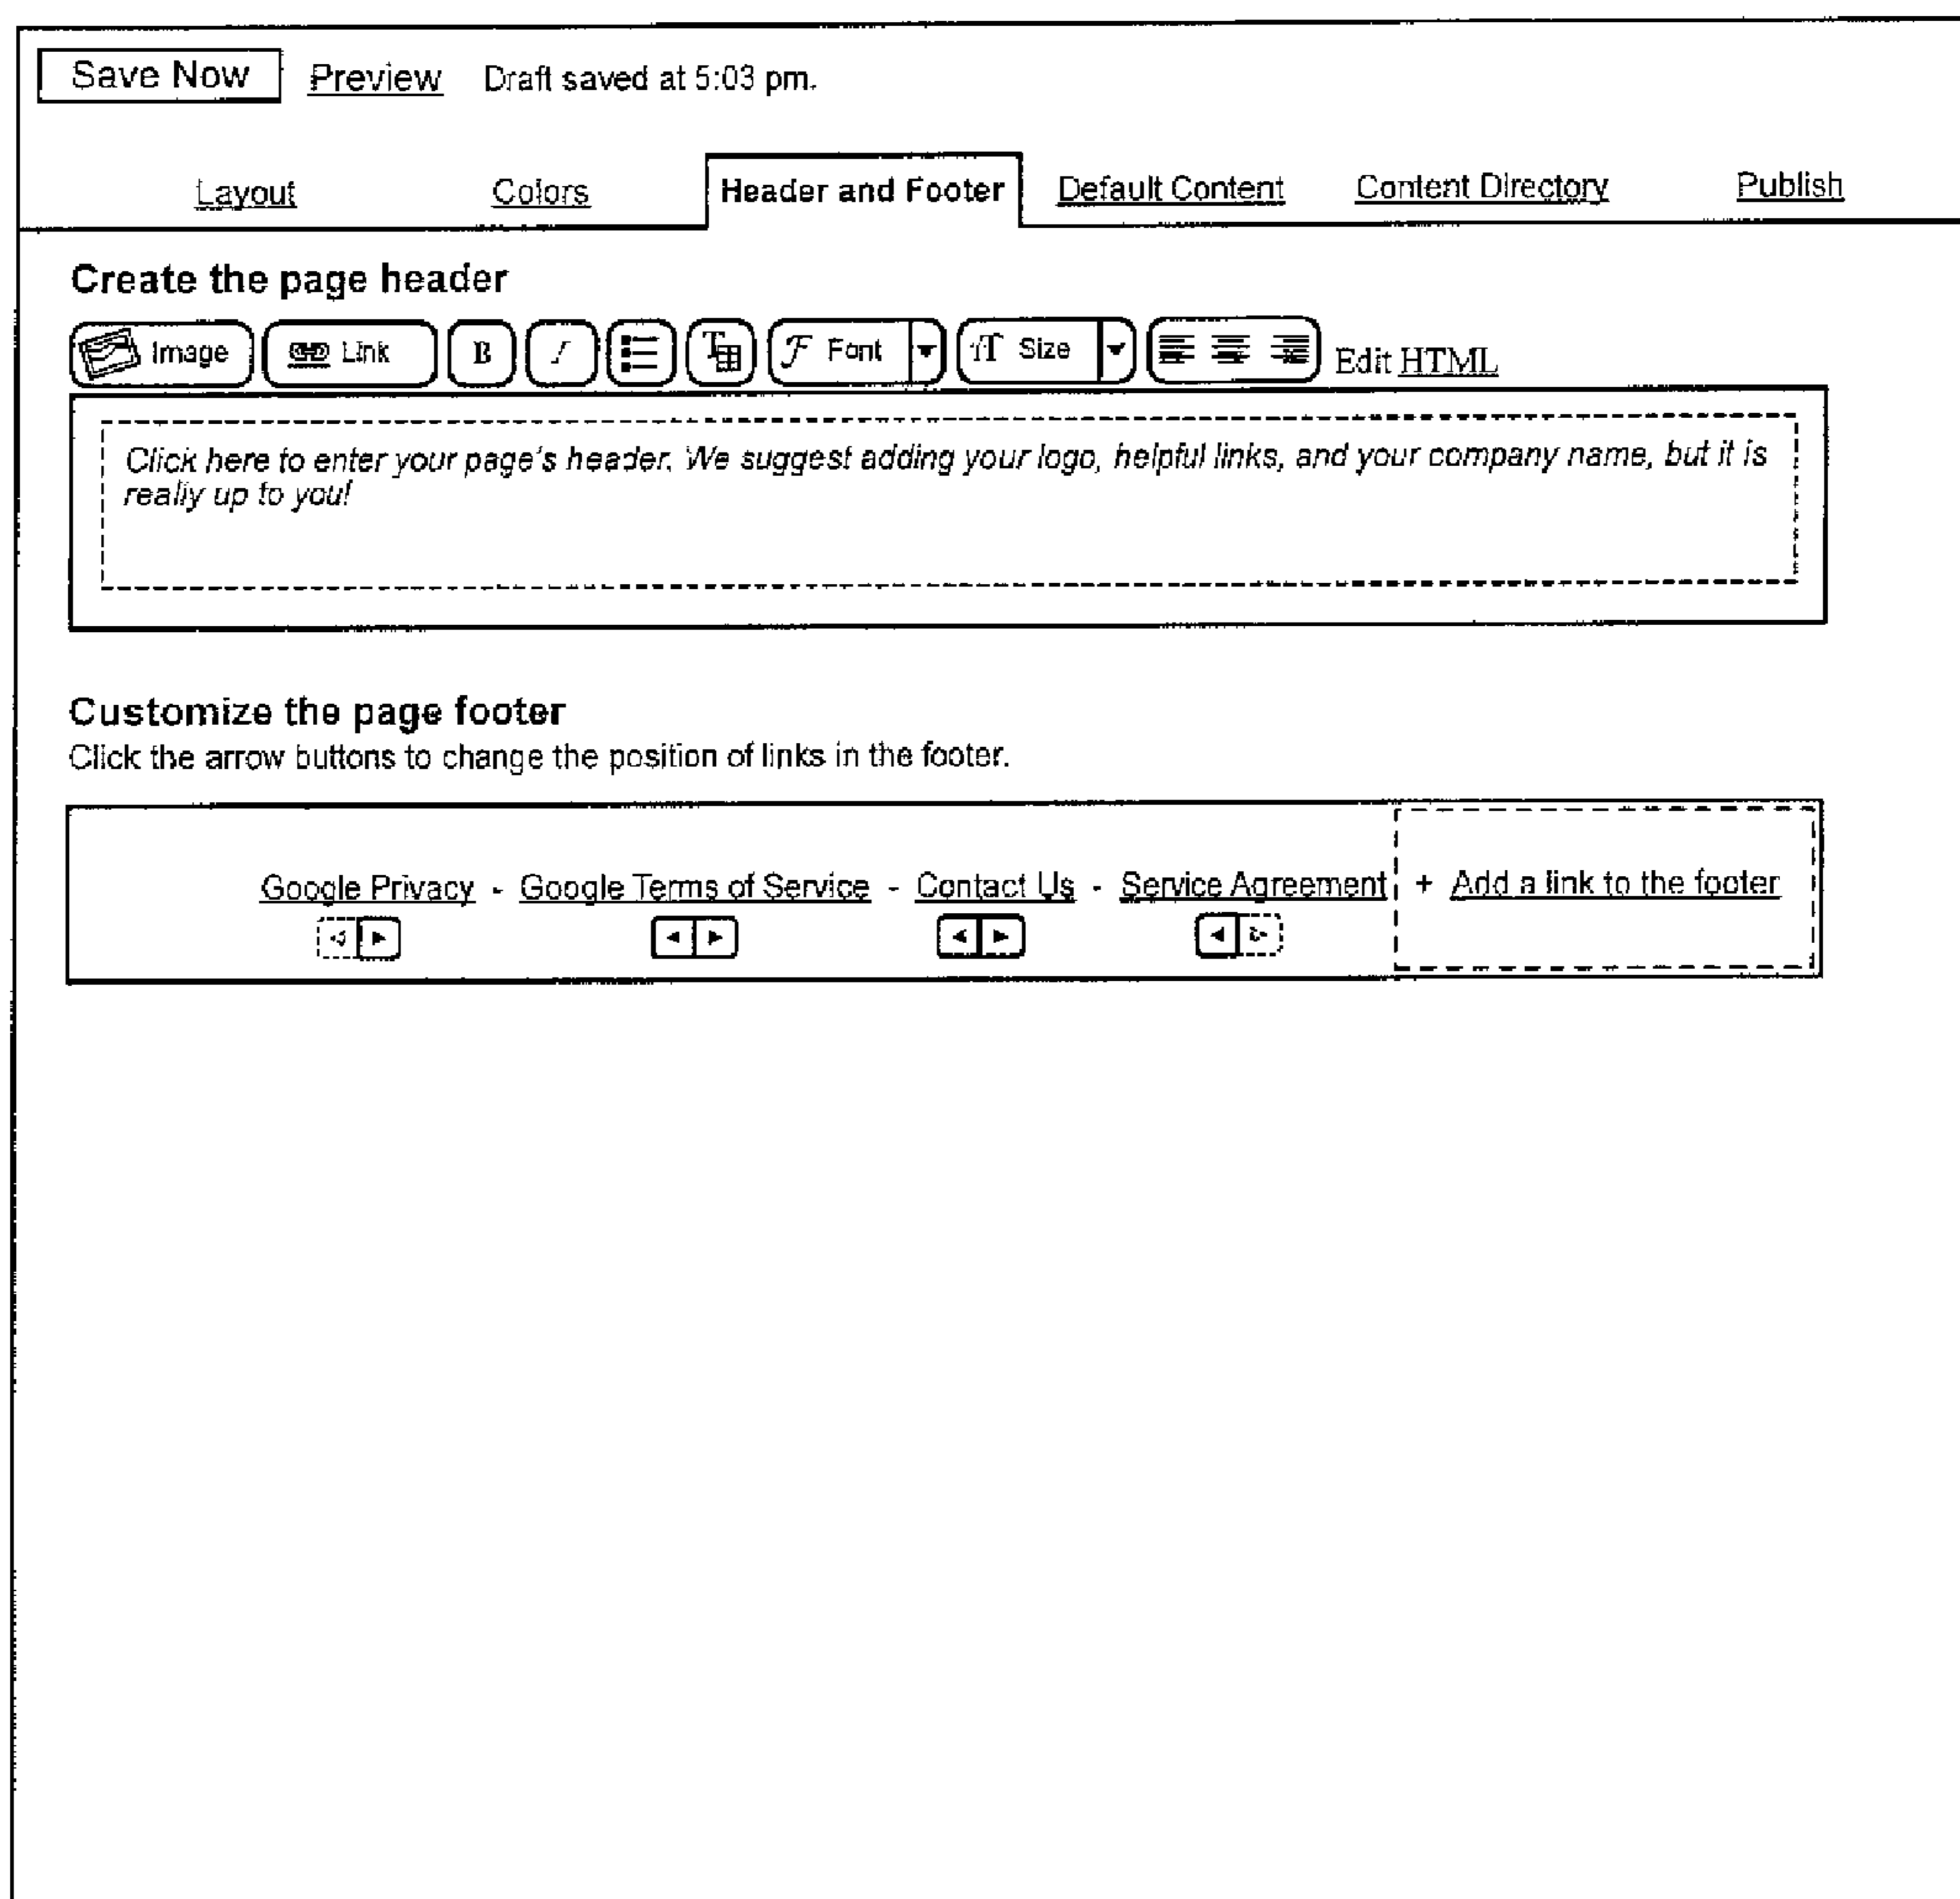 Save Now Preview Draft saved at 5:03 pm.
Layout Colors Header and Footer Default Content Content Directory Publish
Create the page header
Image Link B I T F Font TT Size Edit HTML
Click here to enter your page's header. We suggest adding your logo, helpful links, and your company name, but it is
really up to you!
Customize the page footer
Click the arrow buttons to change the position of links in the footer.
Google Privacy - Google Terms of Service - Contact Us - Service Agreement + Add a link to the footer